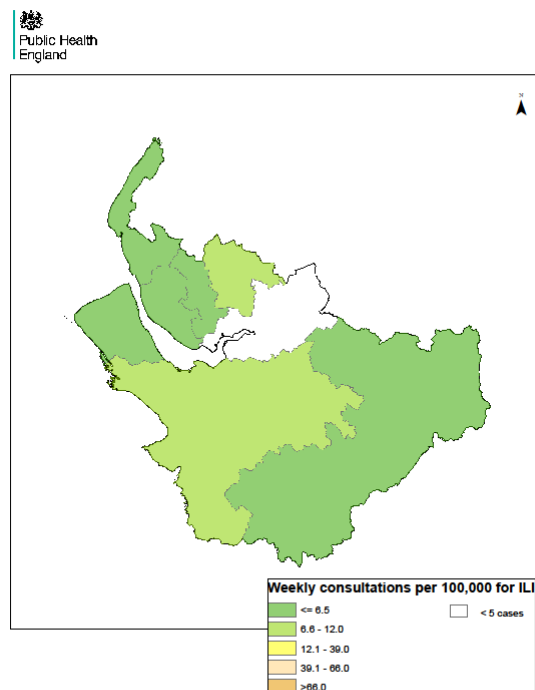 Public Health
England
N
Weekly consultations per 100,000 for ILI
<= 6.5
< 5 cases
6.6 - 12.0
12.1 - 39.0
39.1 - 66.0
>66.0